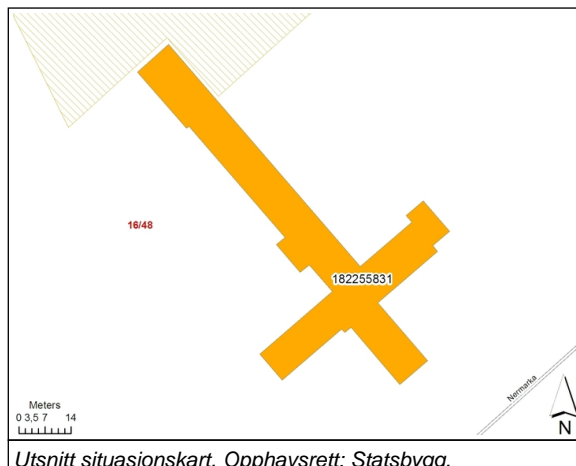 16/48
182255831
Nermarka
Meters
0 3,5 7 14
N
Utsnitt situasjonskart. Opphavsrett: Statsbygg.